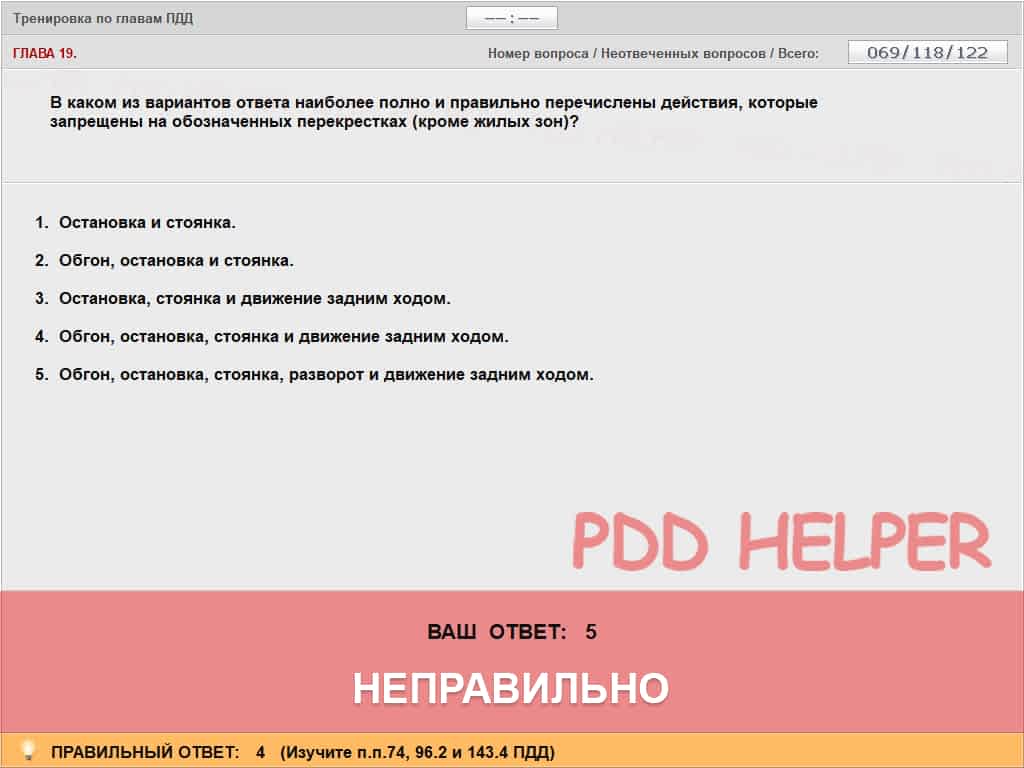 Тренировка по главам ПДД
—— : ——
ГЛАВА 19.
Номер вопроса / Неотвеченных вопросов / Всего:
069/118/122
В каком из вариантов ответа наиболее полно и правильно перечислены действия, которые
запрещены на обозначенных перекрестках (кроме жилых зон)?
1. Остановка и стоянка.
2. Обгон, остановка и стоянка.
3. Остановка, стоянка и движение задним ходом.
4. Обгон, остановка, стоянка и движение задним ходом.
5. Обгон, остановка, стоянка, разворот и движение задним ходом.
PDD HELPER
ВАШ ОТВЕТ: 5
НЕПРАВИЛЬНО
ПРАВИЛЬНЫЙ ОТВЕТ: 4 (Изучите п.п.74, 96.2 и 143.4 ПДД)